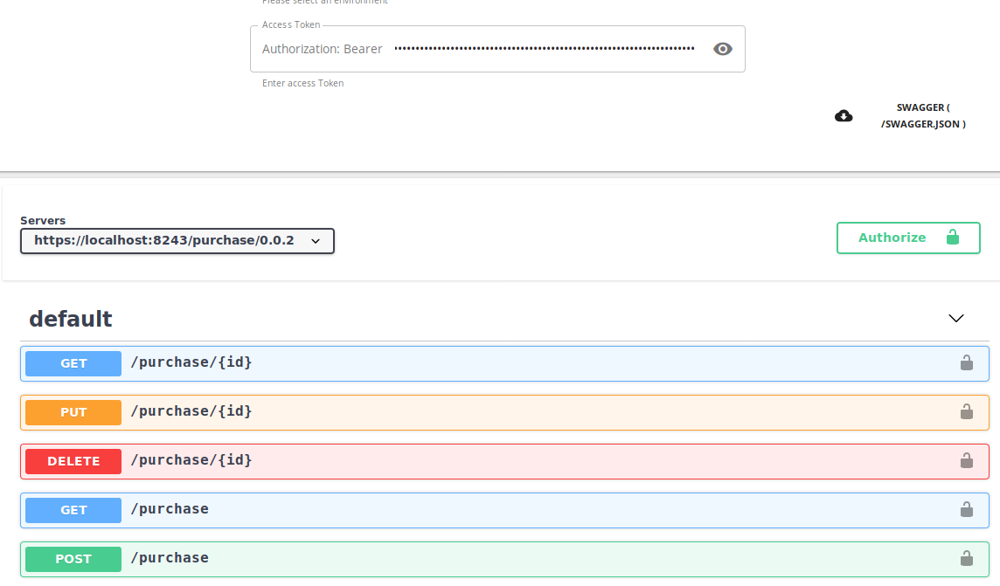 Please select an environment
Access Token
Authorization: Bearer
Enter access Token
SWAGGER (
/SWAGGER.JSON )
Servers
https://localhost:8243/purchase/0.0.2
Authorize
default
GET /purchase/{id}
PUT /purchase/{id}
DELETE /purchase/{id}
GET /purchase
POST /purchase